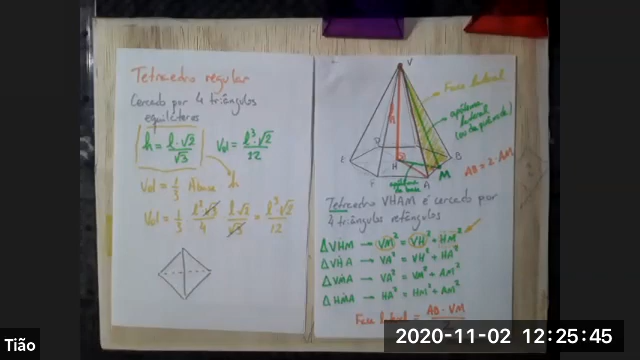 Tetraedro regular
Cercado por 4 triângulos
equiláteros
h = l·√2/√3 Vol = l³·√2/12
Vol = 1/3 Abase h
Vol = 1/3 l²√3/4 l√2/√3 = l³√2/12
V
Face lateral
apótema
lateral
(ou da pirâmide)
h
D
E
H
B
M
F
A
apótema
da base
AB = 2·AM
Tetraedro VHAM é cercado por
4 triângulos retângulos
ΔVHM → VM² = VH² + HM²
ΔVHA → VA² = VH² + HA²
ΔVMA → VA² = VM² + AM²
ΔHMA → HA² = HM² + AM²
Face lateral = AB·VM
Tião
2020-11-02 12:25:45